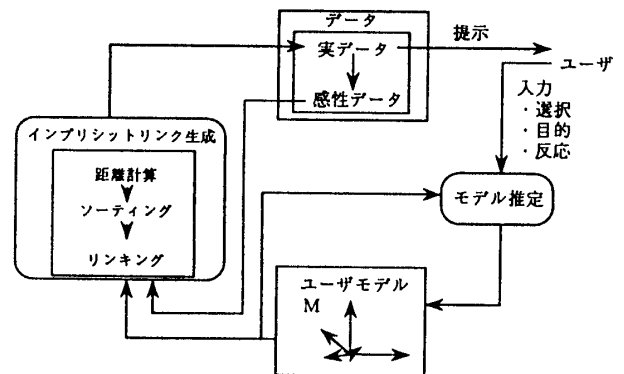 データ
実データ
感性データ
提示
ユーザ
入力
・選択
・目的
・反応
インプリシットリンク生成
距離計算
ソーティング
リンキング
モデル推定
ユーザモデル
M